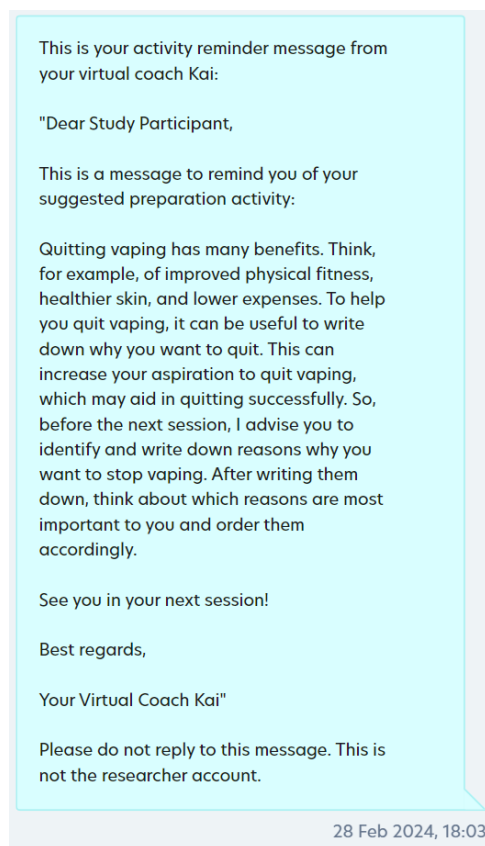 This is your activity reminder message from
your virtual coach Kai:
"Dear Study Participant,
This is a message to remind you of your
suggested preparation activity:
Quitting vaping has many benefits. Think,
for example, of improved physical fitness,
healthier skin, and lower expenses. To help
you quit vaping, it can be useful to write
down why you want to quit. This can
increase your aspiration to quit vaping,
which may aid in quitting successfully. So,
before the next session, I advise you to
identify and write down reasons why you
want to stop vaping. After writing them
down, think about which reasons are most
important to you and order them
accordingly.
See you in your next session!
Best regards,
Your Virtual Coach Kai"
Please do not reply to this message. This is
not the researcher account.
28 Feb 2024, 18:03